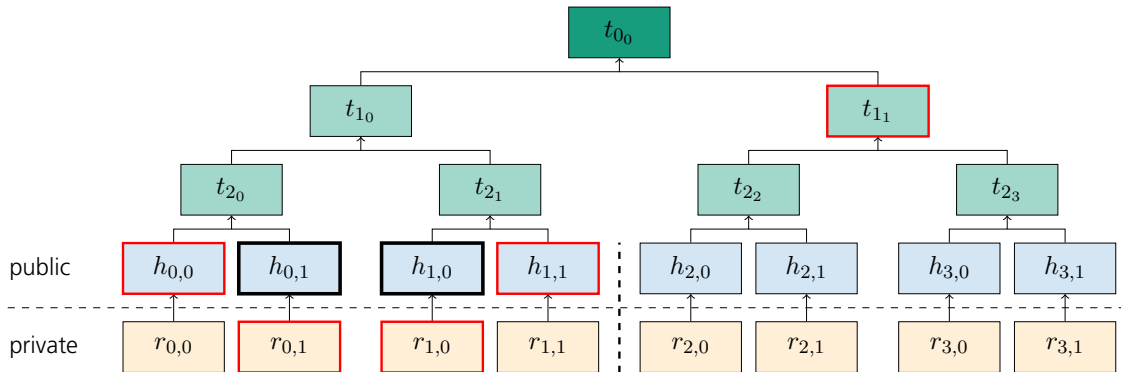 t_{0_0}
t_{1_0} t_{1_1}
t_{2_0} t_{2_1} t_{2_2} t_{2_3}
public h_{0,0} h_{0,1} h_{1,0} h_{1,1} h_{2,0} h_{2,1} h_{3,0} h_{3,1}
private r_{0,0} r_{0,1} r_{1,0} r_{1,1} r_{2,0} r_{2,1} r_{3,0} r_{3,1}